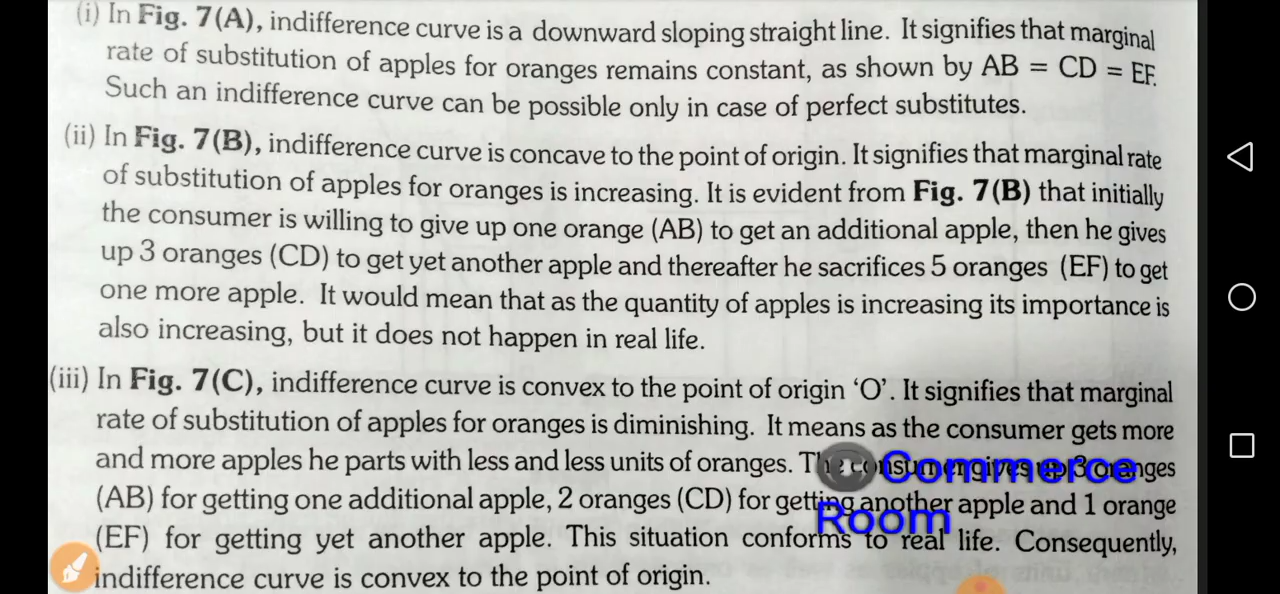 (i) In Fig. 7(A), indifference curve is a downward sloping straight line. It signifies that marginal
rate of substitution of apples for oranges remains constant, as shown by AB = CD = EF.
Such an indifference curve can be possible only in case of perfect substitutes.
(ii) In Fig. 7(B), indifference curve is concave to the point of origin. It signifies that marginal rate
of substitution of apples for oranges is increasing. It is evident from Fig. 7(B) that initially
the consumer is willing to give up one orange (AB) to get an additional apple, then he gives
up 3 oranges (CD) to get yet another apple and thereafter he sacrifices 5 oranges (EF) to get
one more apple. It would mean that as the quantity of apples is increasing its importance is
also increasing, but it does not happen in real life.
(iii) In Fig. 7(C), indifference curve is convex to the point of origin 'O'. It signifies that marginal
rate of substitution of apples for oranges is diminishing. It means as the consumer gets more
and more apples he parts with less and less units of oranges. The consumer gives up 3 oranges
(AB) for getting one additional apple, 2 oranges (CD) for getting another apple and 1 orange
(EF) for getting yet another apple. This situation conforms to real life. Consequently,
indifference curve is convex to the point of origin.
Commerce
Room